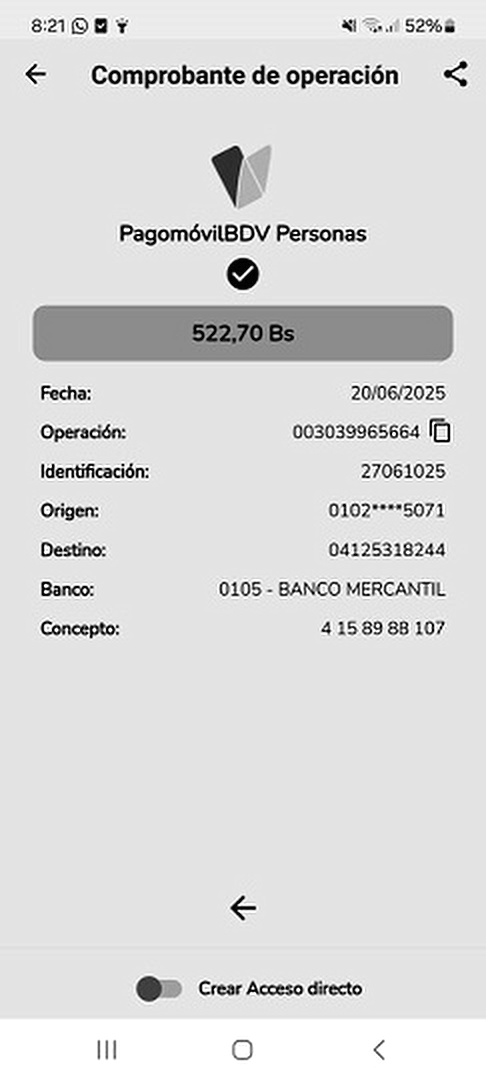 8:21 52%
Comprobante de operación
PagomóvilBDV Personas
522,70 Bs
Fecha: 20/06/2025
Operación: 003039965664
Identificación: 27061025
Origen: 0102****5071
Destino: 04125318244
Banco: 0105 - BANCO MERCANTIL
Concepto: 4 15 89 88 107
Crear Acceso directo